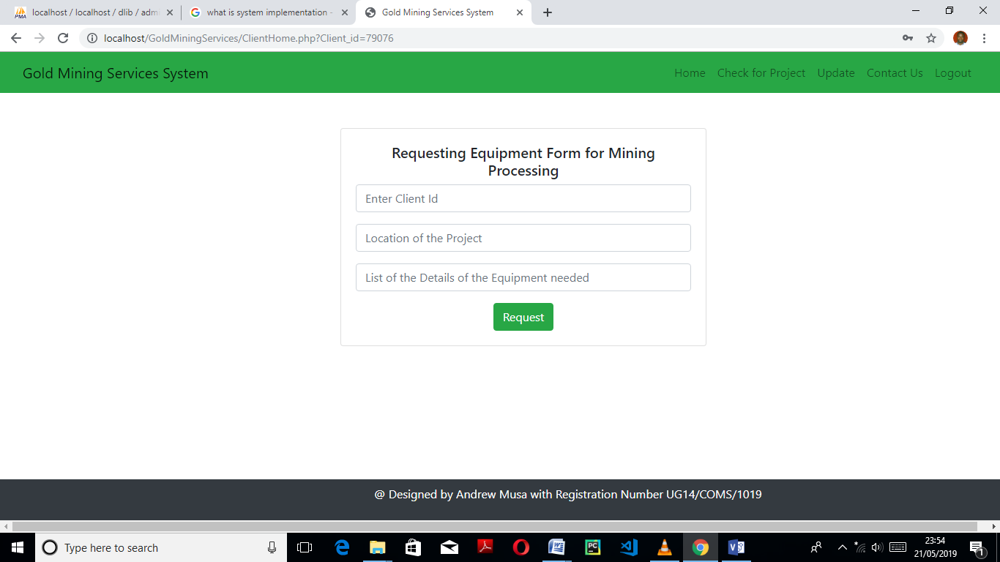 localhost / localhost / dlib / adm
what is system implementation -
Gold Mining Services System
localhost/GoldMiningServices/ClientHome.php?Client_id=79076
Gold Mining Services System
Home Check for Project Update Contact Us Logout
Requesting Equipment Form for Mining
Processing
Enter Client Id
Location of the Project
List of the Details of the Equipment needed
Request
@ Designed by Andrew Musa with Registration Number UG14/COMS/1019
Type here to search
23:54
21/05/2019
1